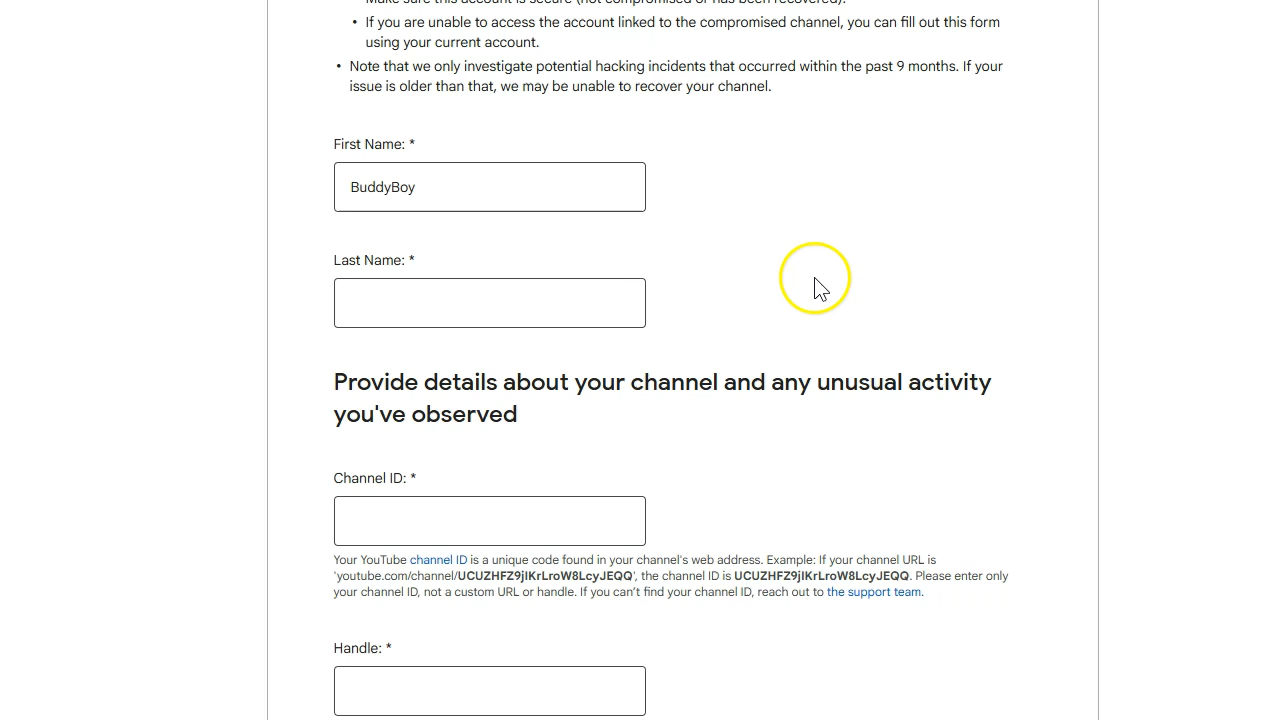 Make sure this account is secure (not compromised or has been recovered).
• If you are unable to access the account linked to the compromised channel, you can fill out this form
using your current account.
• Note that we only investigate potential hacking incidents that occurred within the past 9 months. If your
issue is older than that, we may be unable to recover your channel.
First Name: *
BuddyBoy
Last Name: *
Provide details about your channel and any unusual activity
you've observed
Channel ID: *
Your YouTube channel ID is a unique code found in your channel's web address. Example: If your channel URL is
'youtube.com/channel/UCUZHFZ9jIKrLroW8LcyJEQQ', the channel ID is UCUZHFZ9jIKrLroW8LcyJEQQ. Please enter only
your channel ID, not a custom URL or handle. If you can’t find your channel ID, reach out to the support team.
Handle: *